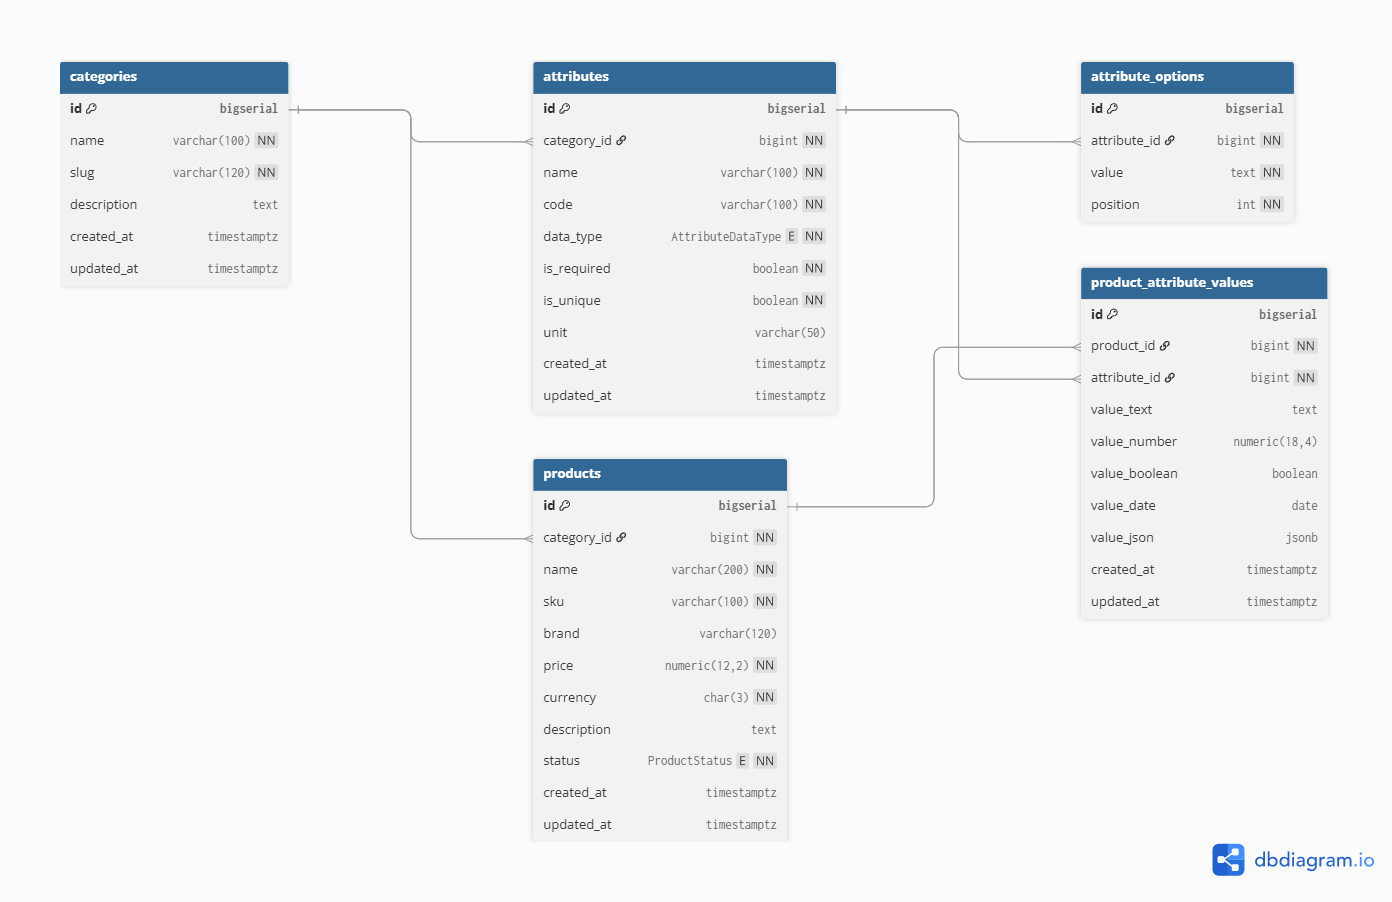 categories
id bigserial
name varchar(100) NN
slug varchar(120) NN
description text
created_at timestamptz
updated_at timestamptz
attributes
id bigserial
category_id bigint NN
name varchar(100) NN
code varchar(100) NN
data_type AttributeDataType E NN
is_required boolean NN
is_unique boolean NN
unit varchar(50)
created_at timestamptz
updated_at timestamptz
attribute_options
id bigserial
attribute_id bigint NN
value text NN
position int NN
product_attribute_values
id bigserial
product_id bigint NN
attribute_id bigint NN
value_text text
value_number numeric(18,4)
value_boolean boolean
value_date date
value_json jsonb
created_at timestamptz
updated_at timestamptz
products
id bigserial
category_id bigint NN
name varchar(200) NN
sku varchar(100) NN
brand varchar(120)
price numeric(12,2) NN
currency char(3) NN
description text
status ProductStatus E NN
created_at timestamptz
updated_at timestamptz
dbdiagram.io